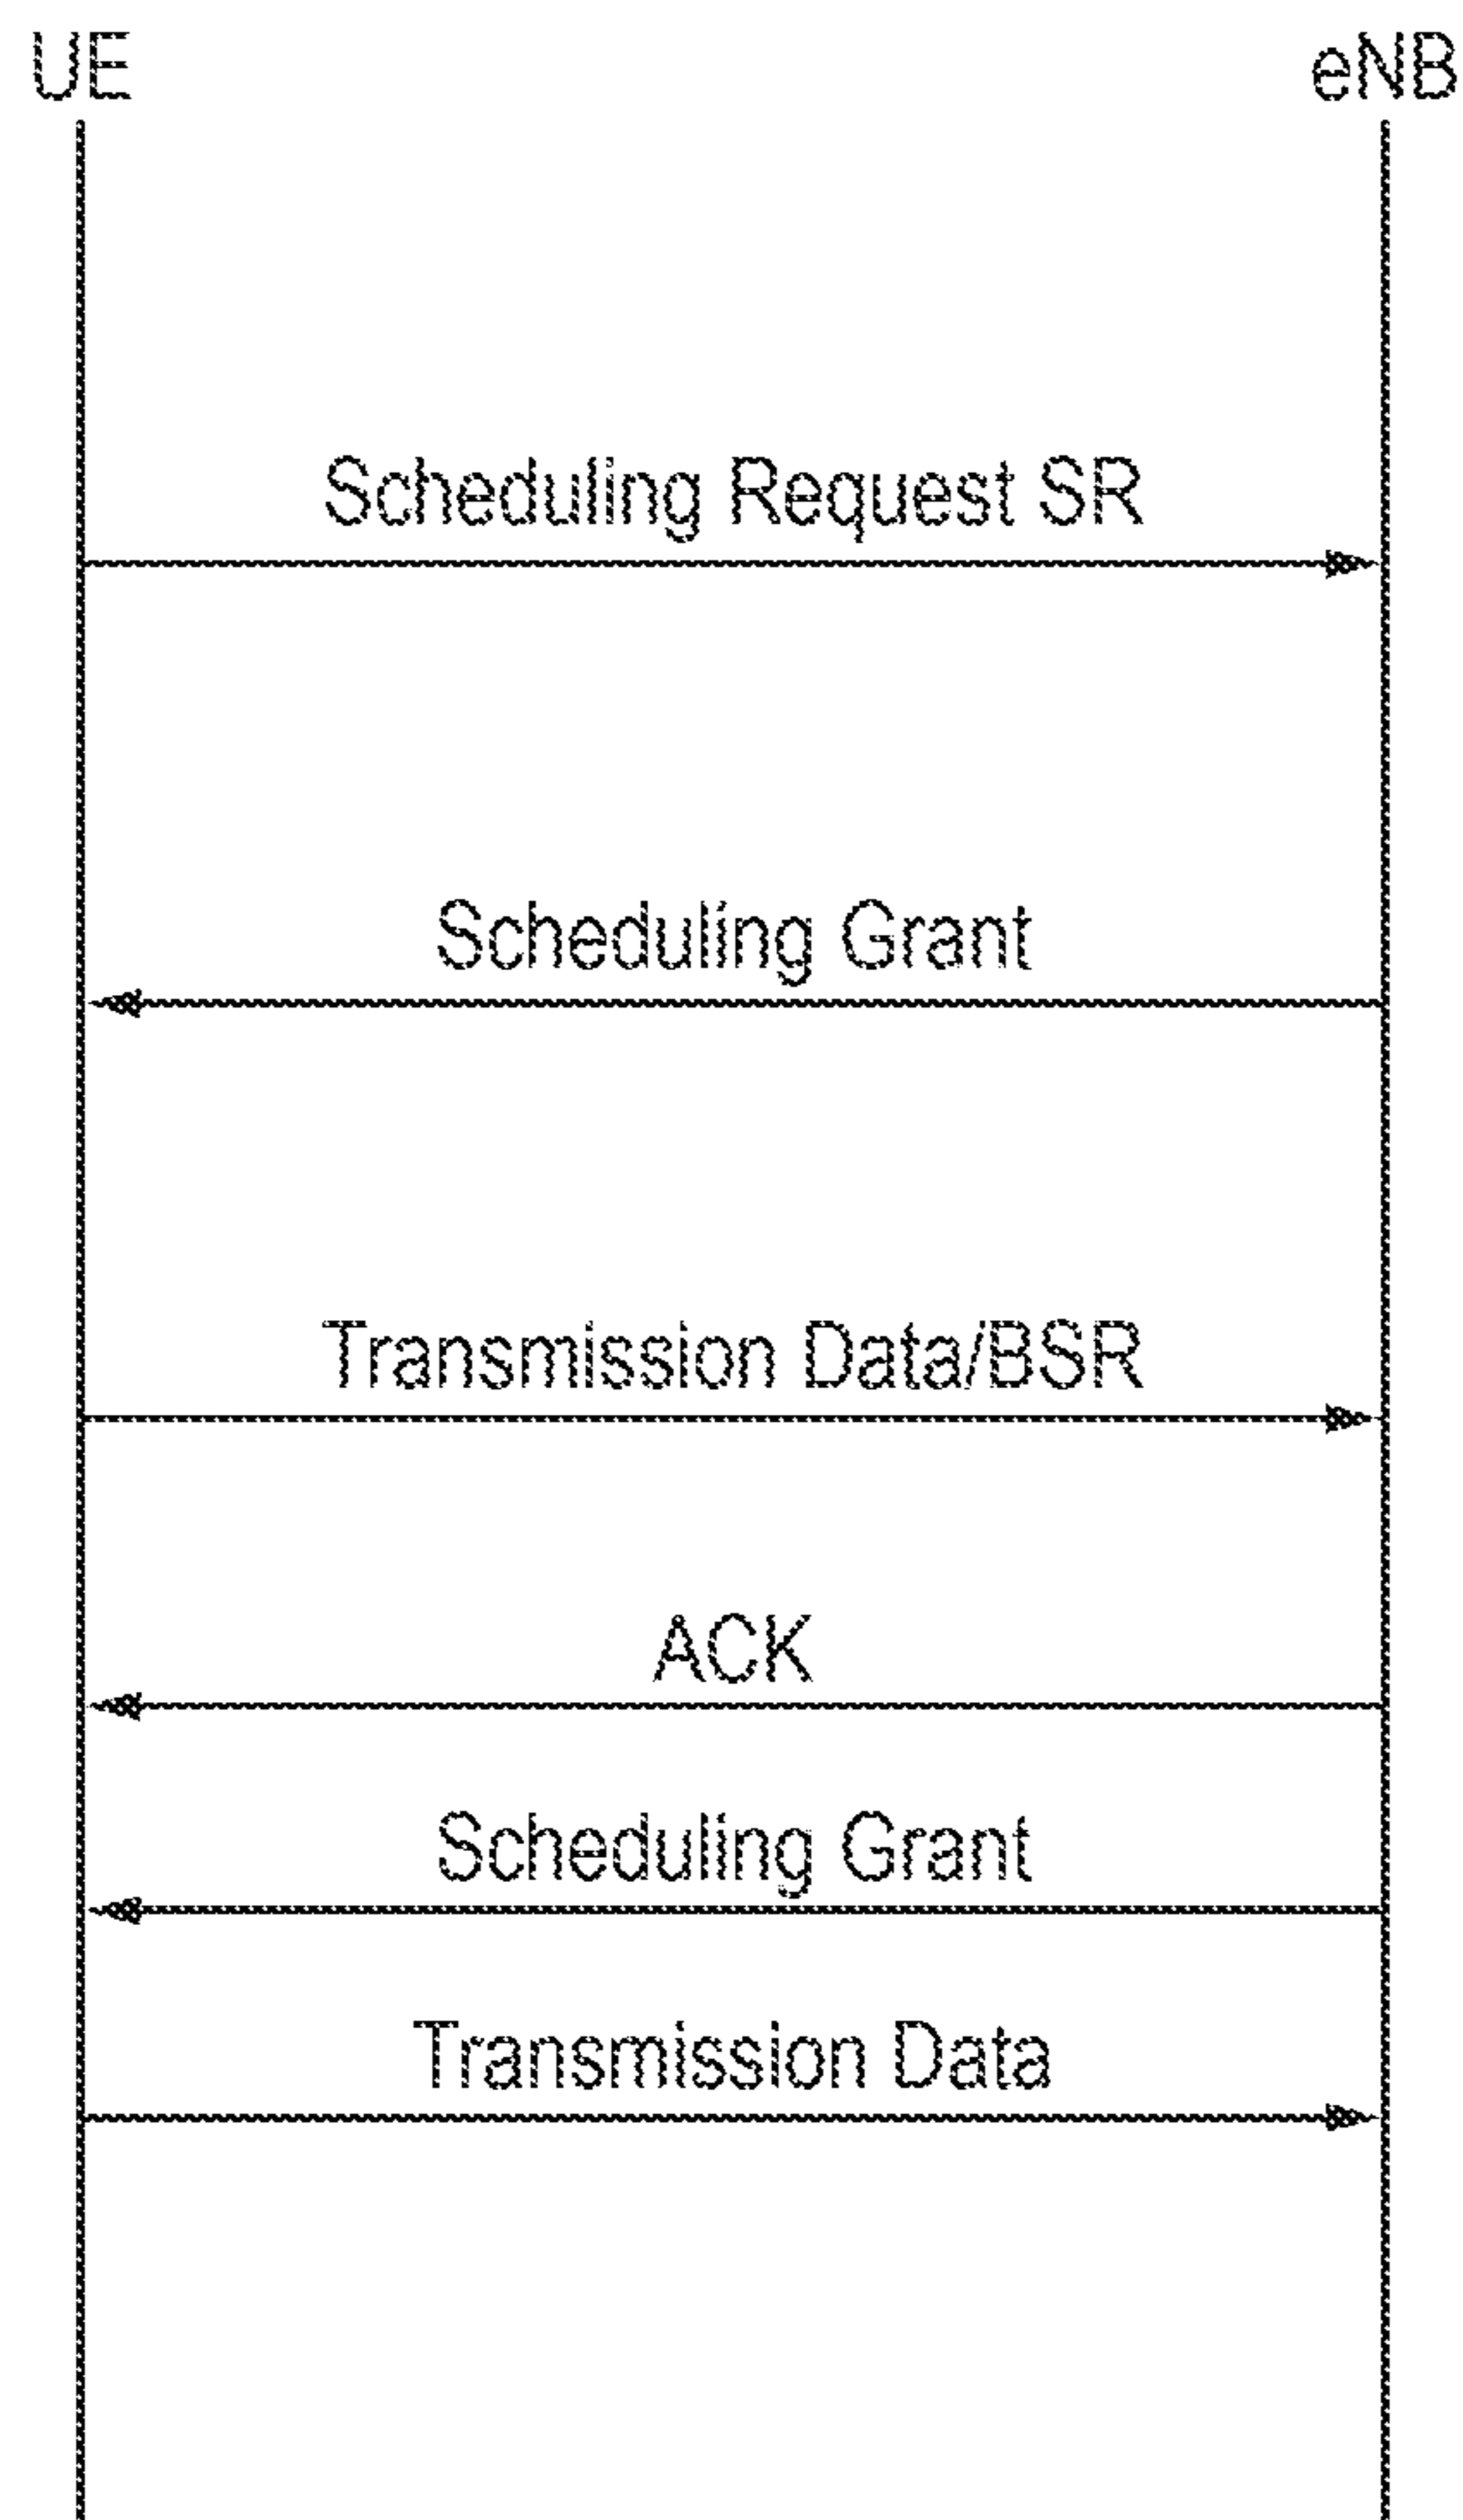 UE eNB
Scheduling Request SR
Scheduling Grant
Transmission Data/BSR
ACK
Scheduling Grant
Transmission Data